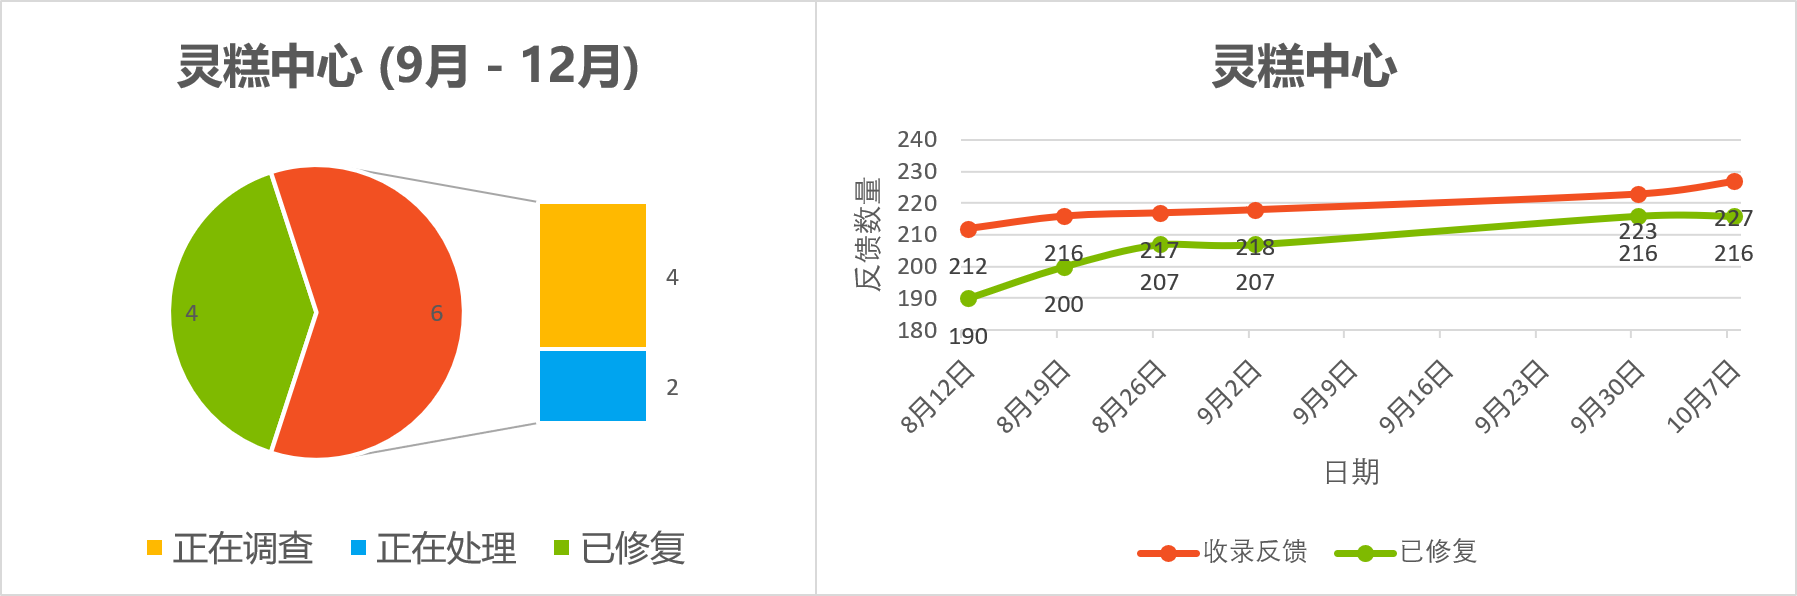 灵糕中心 (9月 - 12月)
4
6
4
2
正在调查 正在处理 已修复
灵糕中心
反馈数量
240
230
220
210
200
190
180
212 216 217 218 223 227
190 200 207 207 216 216
8月12日 8月19日 8月26日 9月2日 9月9日 9月16日 9月23日 9月30日 10月7日
日期
收录反馈 已修复